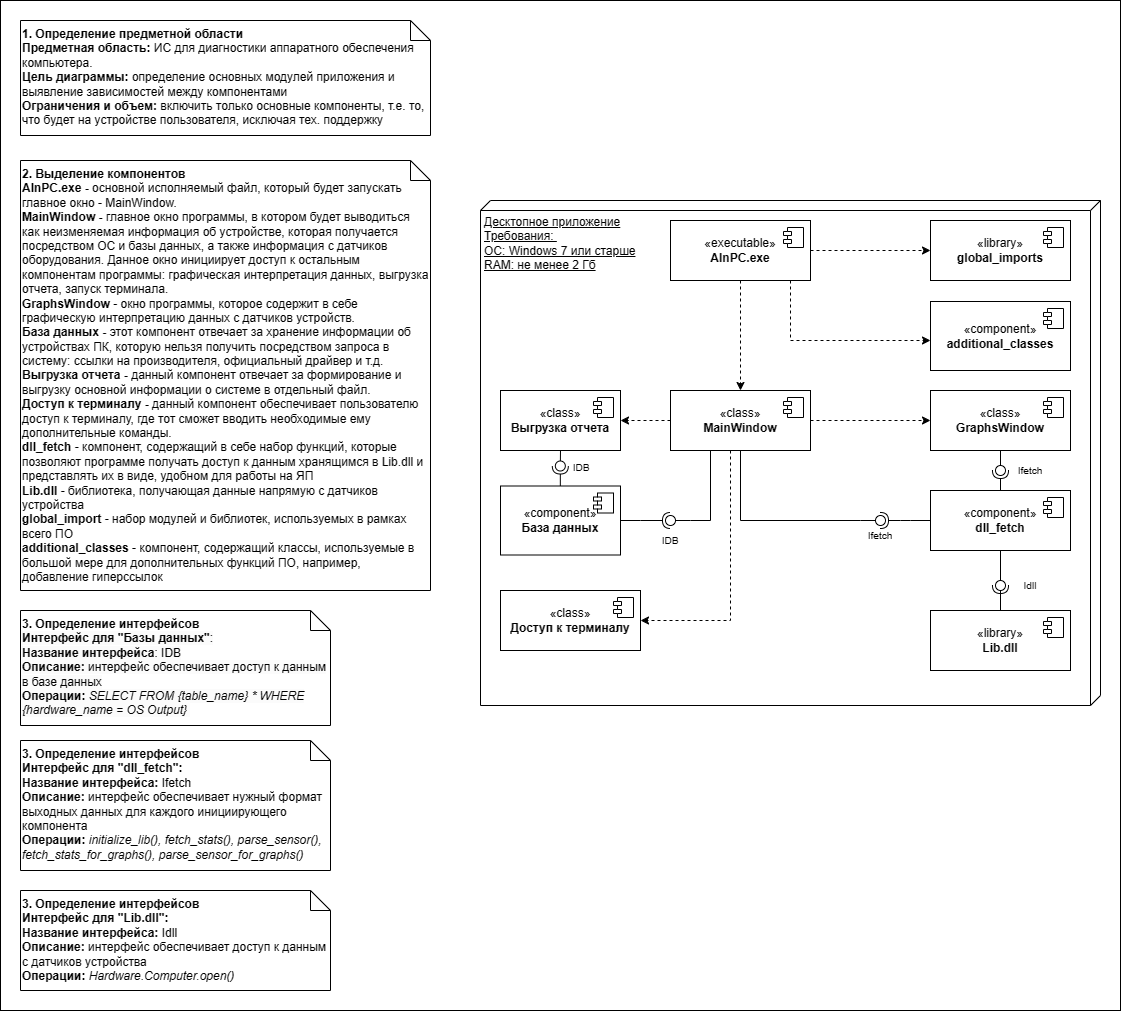 1. Определение предметной области
Предметная область: ИС для диагностики аппаратного обеспечения
компьютера.
Цель диаграммы: определение основных модулей приложения и
выявление зависимостей между компонентами
Ограничения и объем: включить только основные компоненты, т.е. то,
что будет на устройстве пользователя, исключая тех. поддержку
2. Выделение компонентов
AInPC.exe - основной исполняемый файл, который будет запускать
главное окно - MainWindow.
MainWindow - главное окно программы, в котором будет выводиться
как неизменяемая информация об устройстве, которая получается
посредством ОС и базы данных, а также информация с датчиков
оборудования. Данное окно инициирует доступ к остальным
компонентам программы: графическая интерпретация данных, выгрузка
отчета, запуск терминала.
GraphsWindow - окно программы, которое содержит в себе
графическую интерпретацию данных с датчиков устройств.
База данных - этот компонент отвечает за хранение информации об
устройствах ПК, которую нельзя получить посредством запроса в
систему: ссылки на производителя, официальный драйвер и т.д.
Выгрузка отчета - данный компонент отвечает за формирование и
выгрузку основной информации о системе в отдельный файл.
Доступ к терминалу - данный компонент обеспечивает пользователю
доступ к терминалу, где тот сможет вводить необходимые ему
дополнительные команды.
dll_fetch - компонент, содержащий в себе набор функций, которые
позволяют программе получать доступ к данным хранящимся в Lib.dll и
представлять их в виде, удобном для работы на ЯП
Lib.dll - библиотека, получающая данные напрямую с датчиков
устройства
global_import - набор модулей и библиотек, используемых в рамках
всего ПО
additional_classes - компонент, содержащий классы, используемые в
большой мере для дополнительных функций ПО, например,
добавление гиперссылок
3. Определение интерфейсов
Интерфейс для "Базы данных":
Название интерфейса: IDB
Описание: интерфейс обеспечивает доступ к данным
в базе данных
Операции: SELECT FROM {table_name} * WHERE
{hardware_name = OS Output}
3. Определение интерфейсов
Интерфейс для "dll_fetch":
Название интерфейса: Ifetch
Описание: интерфейс обеспечивает нужный формат
выходных данных для каждого инициирующего
компонента
Операции: initialize_lib(), fetch_stats(), parse_sensor(),
fetch_stats_for_graphs(), parse_sensor_for_graphs()
3. Определение интерфейсов
Интерфейс для "Lib.dll":
Название интерфейса: Idll
Описание: интерфейс обеспечивает доступ к данным
с датчиков устройства
Операции: Hardware.Computer.open()
Десктопное приложение
Требования:
ОС: Windows 7 или старше
RAM: не менее 2 Гб
«executable»
AInPC.exe
«library»
global_imports
«component»
additional_classes
«class»
Выгрузка отчета
«class»
MainWindow
«class»
GraphsWindow
IDB
Ifetch
«component»
База данных
IDB
Ifetch
«component»
dll_fetch
Idll
«class»
Доступ к терминалу
«library»
Lib.dll